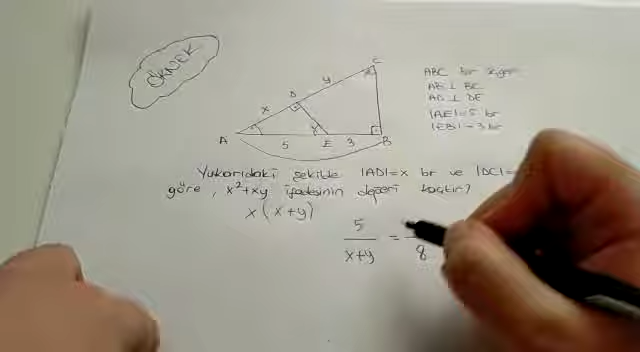 ÖRNEK
C
y
D
x
A
5
E
3
B
ABC bir üçgen
AB ⊥ BC
AD ⊥ DE
|AE| = 5 br
|EB| = 3 br
Yukarıdaki şekilde |AD| = x br ve |DC| =
göre, x² + xy ifadesinin değeri kaçtır?
x (x+y)
5
x+y
=
8